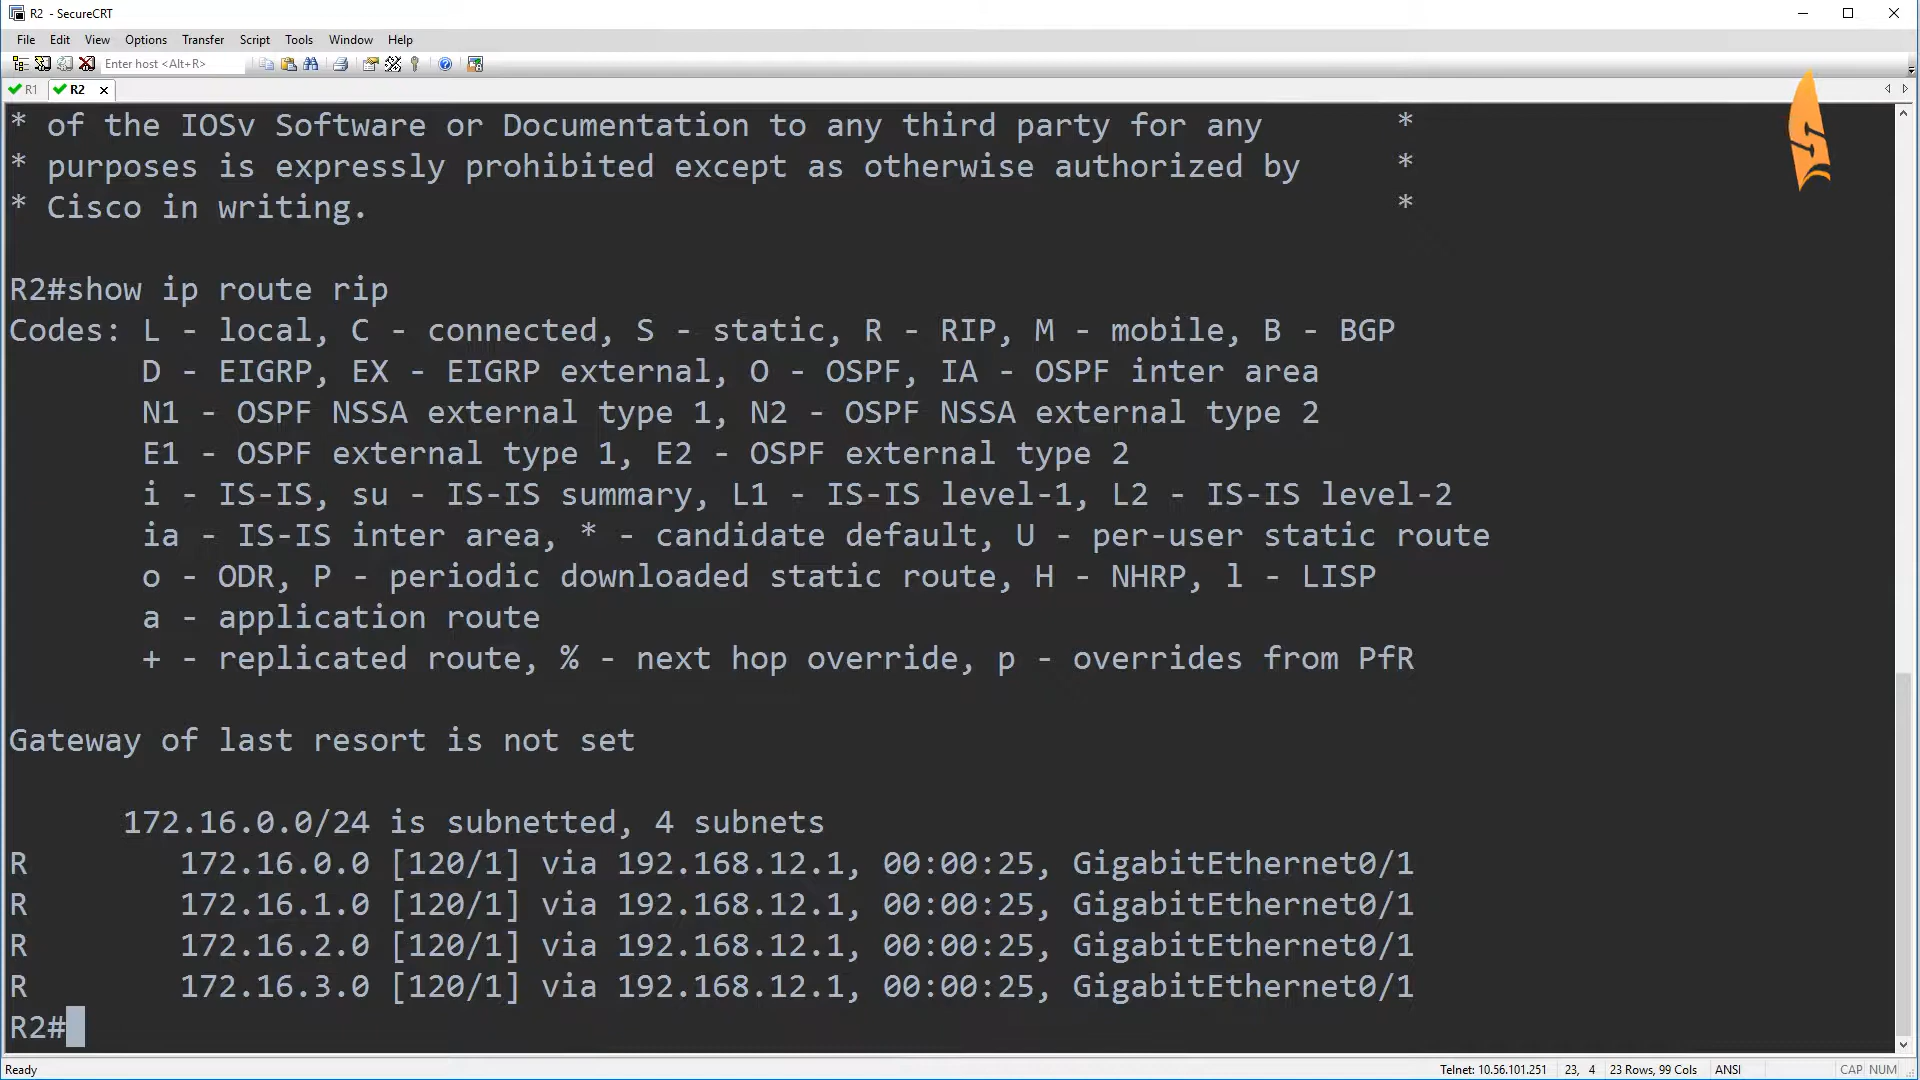 R2 - SecureCRT
File Edit View Options Transfer Script Tools Window Help
Enter host <Alt+R>
R1 R2
* of the IOSv Software or Documentation to any third party for any *
* purposes is expressly prohibited except as otherwise authorized by *
* Cisco in writing. *
R2#show ip route rip
Codes: L - local, C - connected, S - static, R - RIP, M - mobile, B - BGP
D - EIGRP, EX - EIGRP external, O - OSPF, IA - OSPF inter area
N1 - OSPF NSSA external type 1, N2 - OSPF NSSA external type 2
E1 - OSPF external type 1, E2 - OSPF external type 2
i - IS-IS, su - IS-IS summary, L1 - IS-IS level-1, L2 - IS-IS level-2
ia - IS-IS inter area, * - candidate default, U - per-user static route
o - ODR, P - periodic downloaded static route, H - NHRP, l - LISP
a - application route
+ - replicated route, % - next hop override, p - overrides from PfR
Gateway of last resort is not set
172.16.0.0/24 is subnetted, 4 subnets
R 172.16.0.0 [120/1] via 192.168.12.1, 00:00:25, GigabitEthernet0/1
R 172.16.1.0 [120/1] via 192.168.12.1, 00:00:25, GigabitEthernet0/1
R 172.16.2.0 [120/1] via 192.168.12.1, 00:00:25, GigabitEthernet0/1
R 172.16.3.0 [120/1] via 192.168.12.1, 00:00:25, GigabitEthernet0/1
R2#
Ready Telnet: 10.56.101.251 23, 4 23 Rows, 99 Cols ANSI CAP NUM